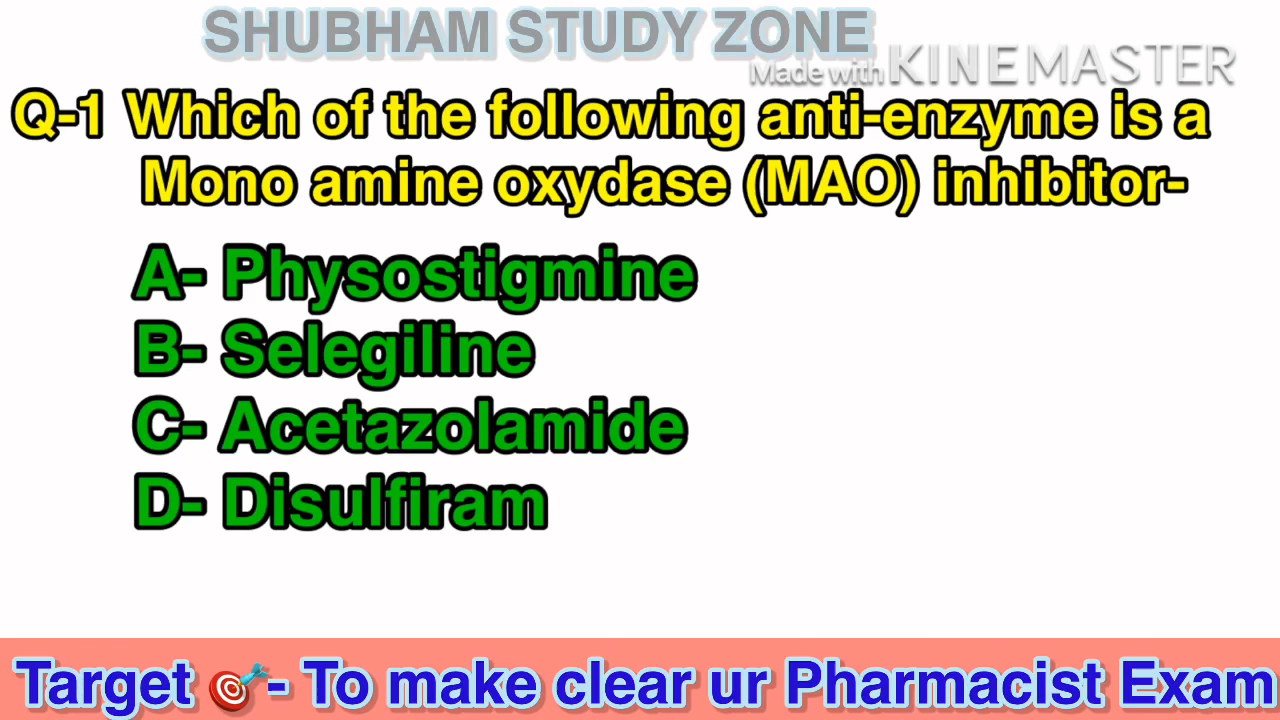 SHUBHAM STUDY ZONE
Made with KINEMASTER
Q-1 Which of the following anti-enzyme is a
Mono amine oxydase (MAO) inhibitor-
A- Physostigmine
B- Selegiline
C- Acetazolamide
D- Disulfiram
Target 🎯- To make clear ur Pharmacist Exam